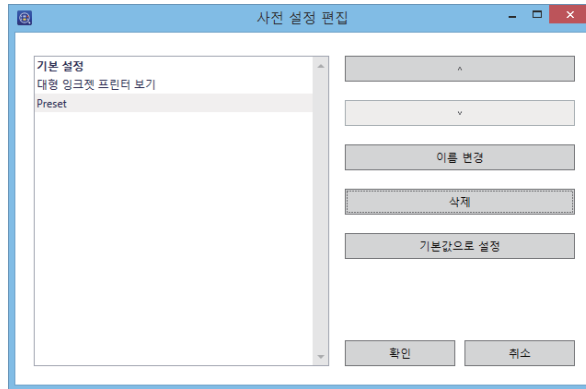 사전 설정 편집
기본 설정
대형 잉크젯 프린터 보기
Preset
^
v
이름 변경
삭제
기본값으로 설정
확인
취소